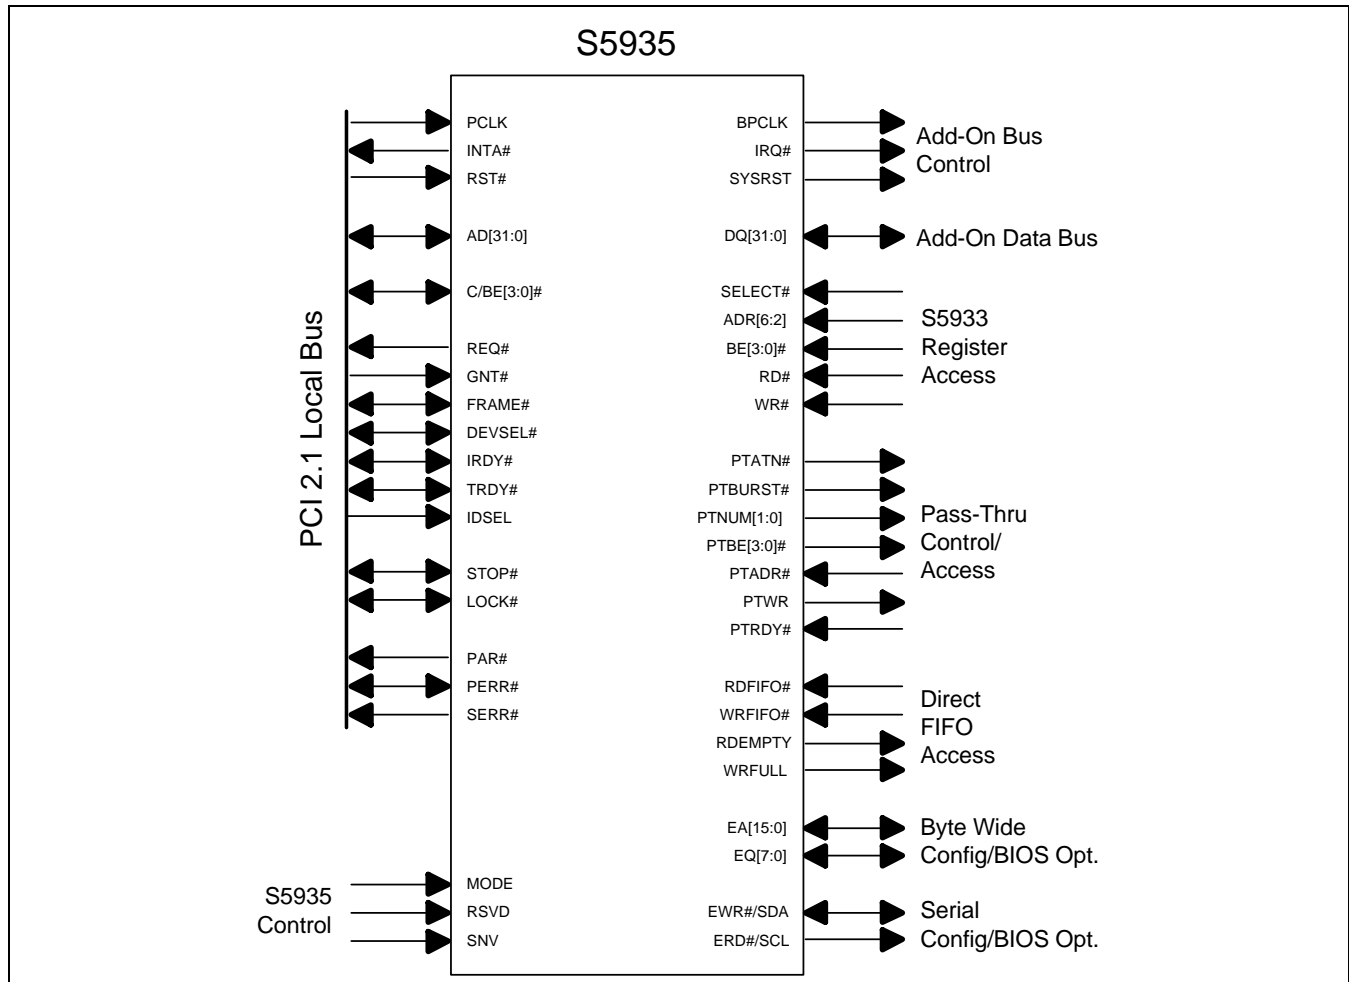 S5935
PCI 2.1 Local Bus
PCLK
INTA#
RST#
AD[31:0]
C/BE[3:0]#
REQ#
GNT#
FRAME#
DEVSEL#
IRDY#
TRDY#
IDSEL
STOP#
LOCK#
PAR#
PERR#
SERR#
S5935
Control
MODE
RSVD
SNV
BPCLK
IRQ#
SYSRST
Add-On Bus
Control
DQ[31:0]
Add-On Data Bus
SELECT#
ADR[6:2]
BE[3:0]#
RD#
WR#
S5933
Register
Access
PTATN#
PTBURST#
PTNUM[1:0]
PTBE[3:0]#
PTADR#
PTWR
PTRDY#
Pass-Thru
Control/
Access
RDFIFO#
WRFIFO#
RDEMPTY
WRFULL
Direct
FIFO
Access
EA[15:0]
EQ[7:0]
Byte Wide
Config/BIOS Opt.
EWR#/SDA
ERD#/SCL
Serial
Config/BIOS Opt.